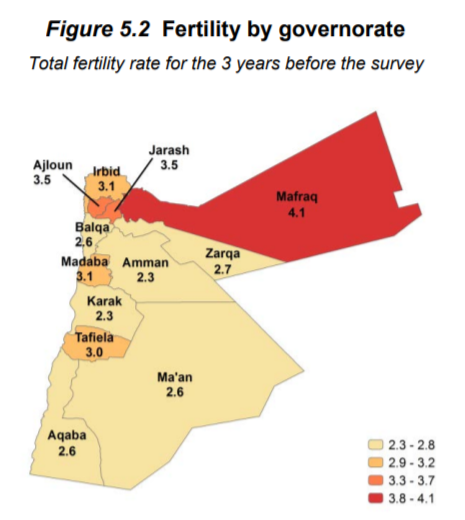 Figure 5.2 Fertility by governorate
Total fertility rate for the 3 years before the survey
Jarash
3.5
Ajloun
3.5
Irbid
3.1
Mafraq
4.1
Balqa
2.6
Zarqa
2.7
Madaba
3.1
Amman
2.3
Karak
2.3
Tafiela
3.0
Ma'an
2.6
Aqaba
2.6
2.3 - 2.8
2.9 - 3.2
3.3 - 3.7
3.8 - 4.1